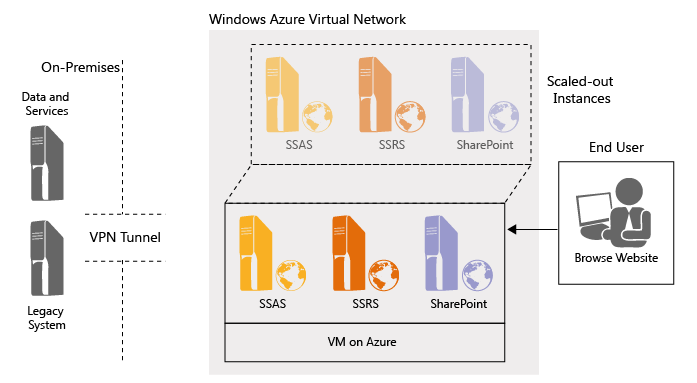 Windows Azure Virtual Network
On-Premises
Data and
Services
Legacy
System
VPN Tunnel
SSAS
SSRS
SharePoint
Scaled-out
Instances
SSAS
SSRS
SharePoint
VM on Azure
End User
Browse Website